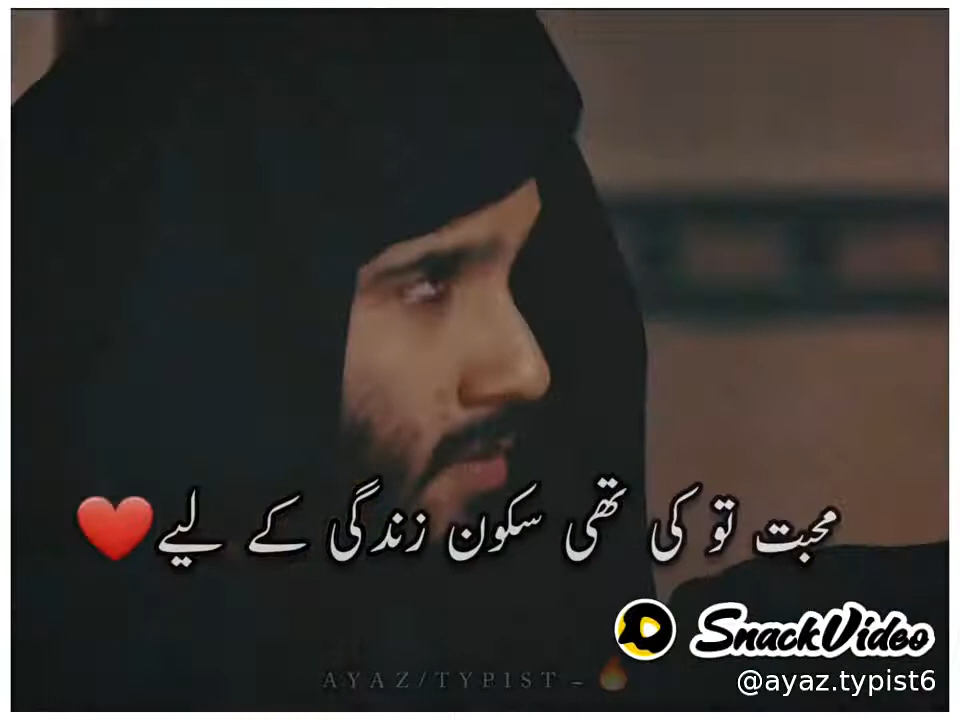 محبت تو کی تھی سکون زندگی کے لیے❤️
SnackVideo
AYAZ/TYPIST - 🔥
@ayaz.typist6